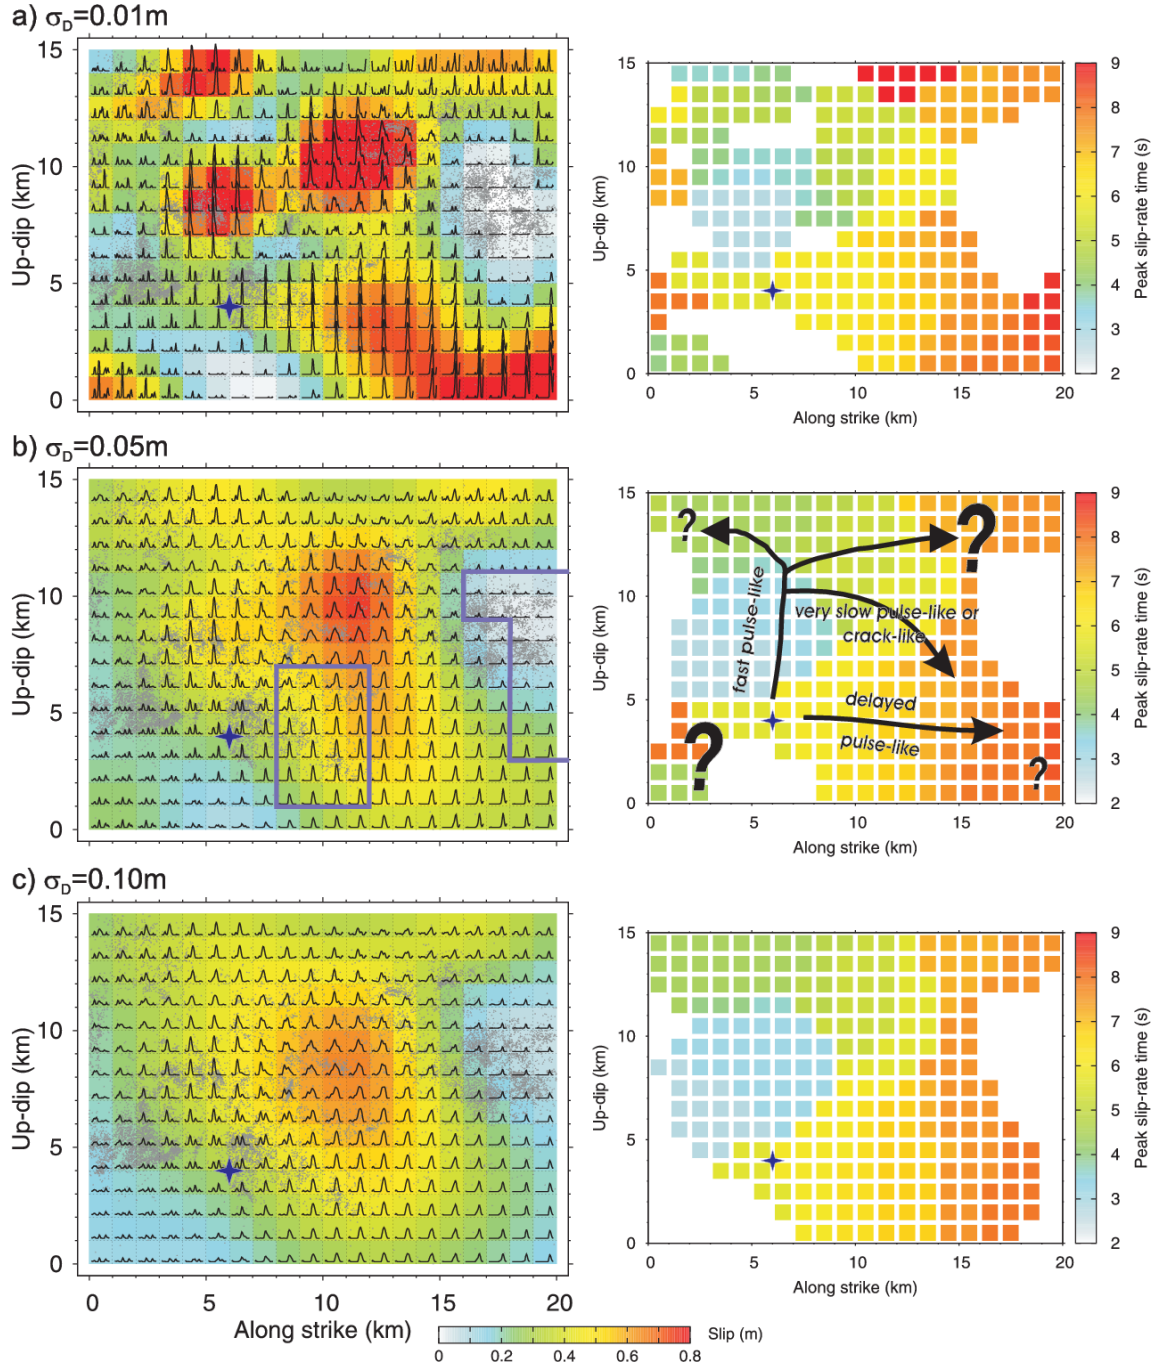 a) σD=0.01m
15
10
5
0
Up-dip (km)
15
10
5
0
Up-dip (km)
0 5 10 15 20
Along strike (km)
9
8
7
6
5
4
3
2
Peak slip-rate time (s)
b) σD=0.05m
15
10
5
0
Up-dip (km)
15
10
5
0
Up-dip (km)
?
?
fast pulse-like
very slow pulse-like or
crack-like
delayed
pulse-like
?
?
0 5 10 15 20
Along strike (km)
9
8
7
6
5
4
3
2
Peak slip-rate time (s)
c) σD=0.10m
15
10
5
0
Up-dip (km)
0 5 10 15 20
Along strike (km)
15
10
5
0
Up-dip (km)
0 5 10 15 20
Along strike (km)
9
8
7
6
5
4
3
2
Peak slip-rate time (s)
Slip (m)
0 0.2 0.4 0.6 0.8